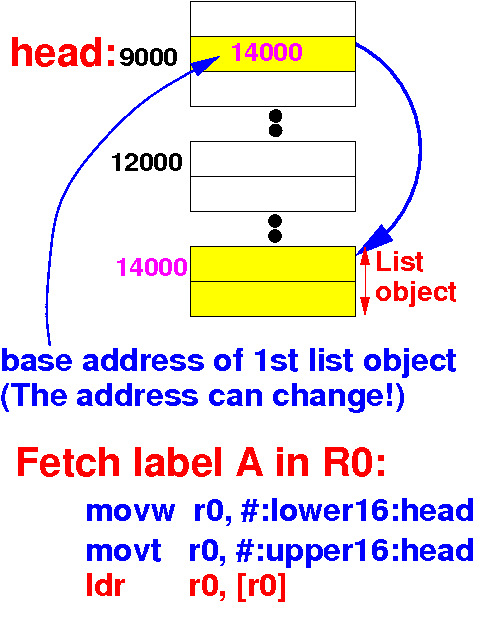 head: 9000 14000
12000
14000 List
object
base address of 1st list object
(The address can change!)
Fetch label A in R0:
movw r0, #:lower16:head
movt r0, #:upper16:head
ldr r0, [r0]